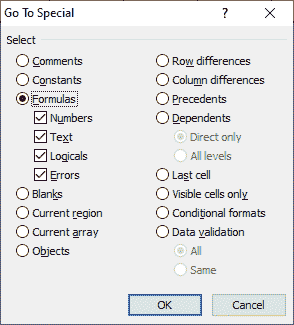 Go To Special
Select
Comments
Constants
Formulas
Numbers
Text
Logicals
Errors
Blanks
Current region
Current array
Objects
Row differences
Column differences
Precedents
Dependents
Direct only
All levels
Last cell
Visible cells only
Conditional formats
Data validation
All
Same
OK
Cancel